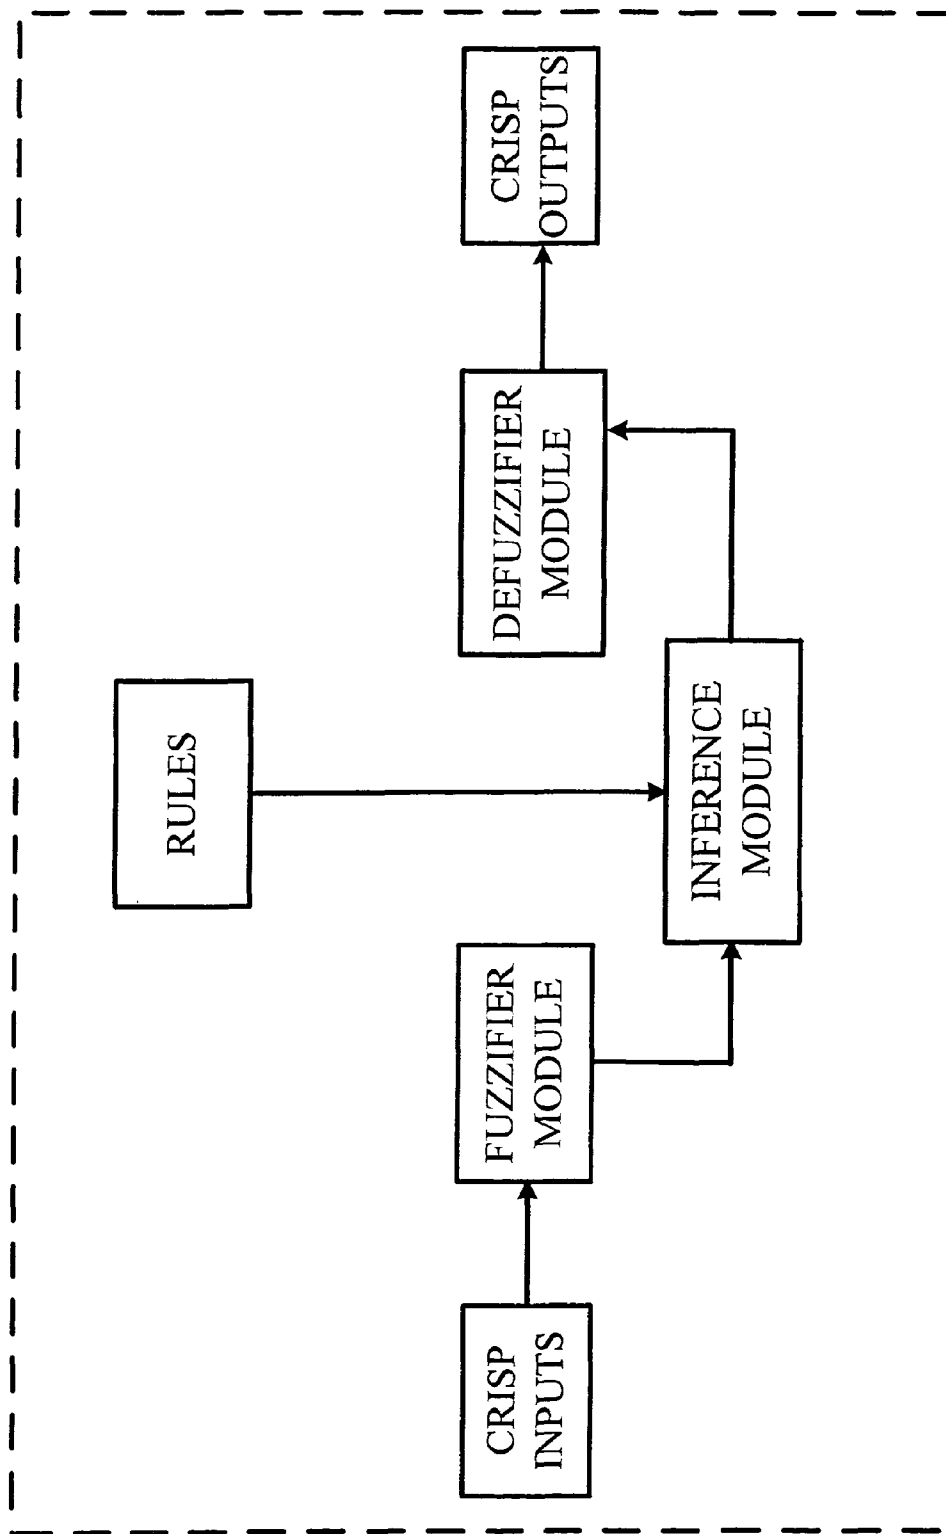 RULES
CRISP
INPUTS
FUZZIFIER
MODULE
INFERENCE
MODULE
DEFUZZIFIER
MODULE
CRISP
OUTPUTS